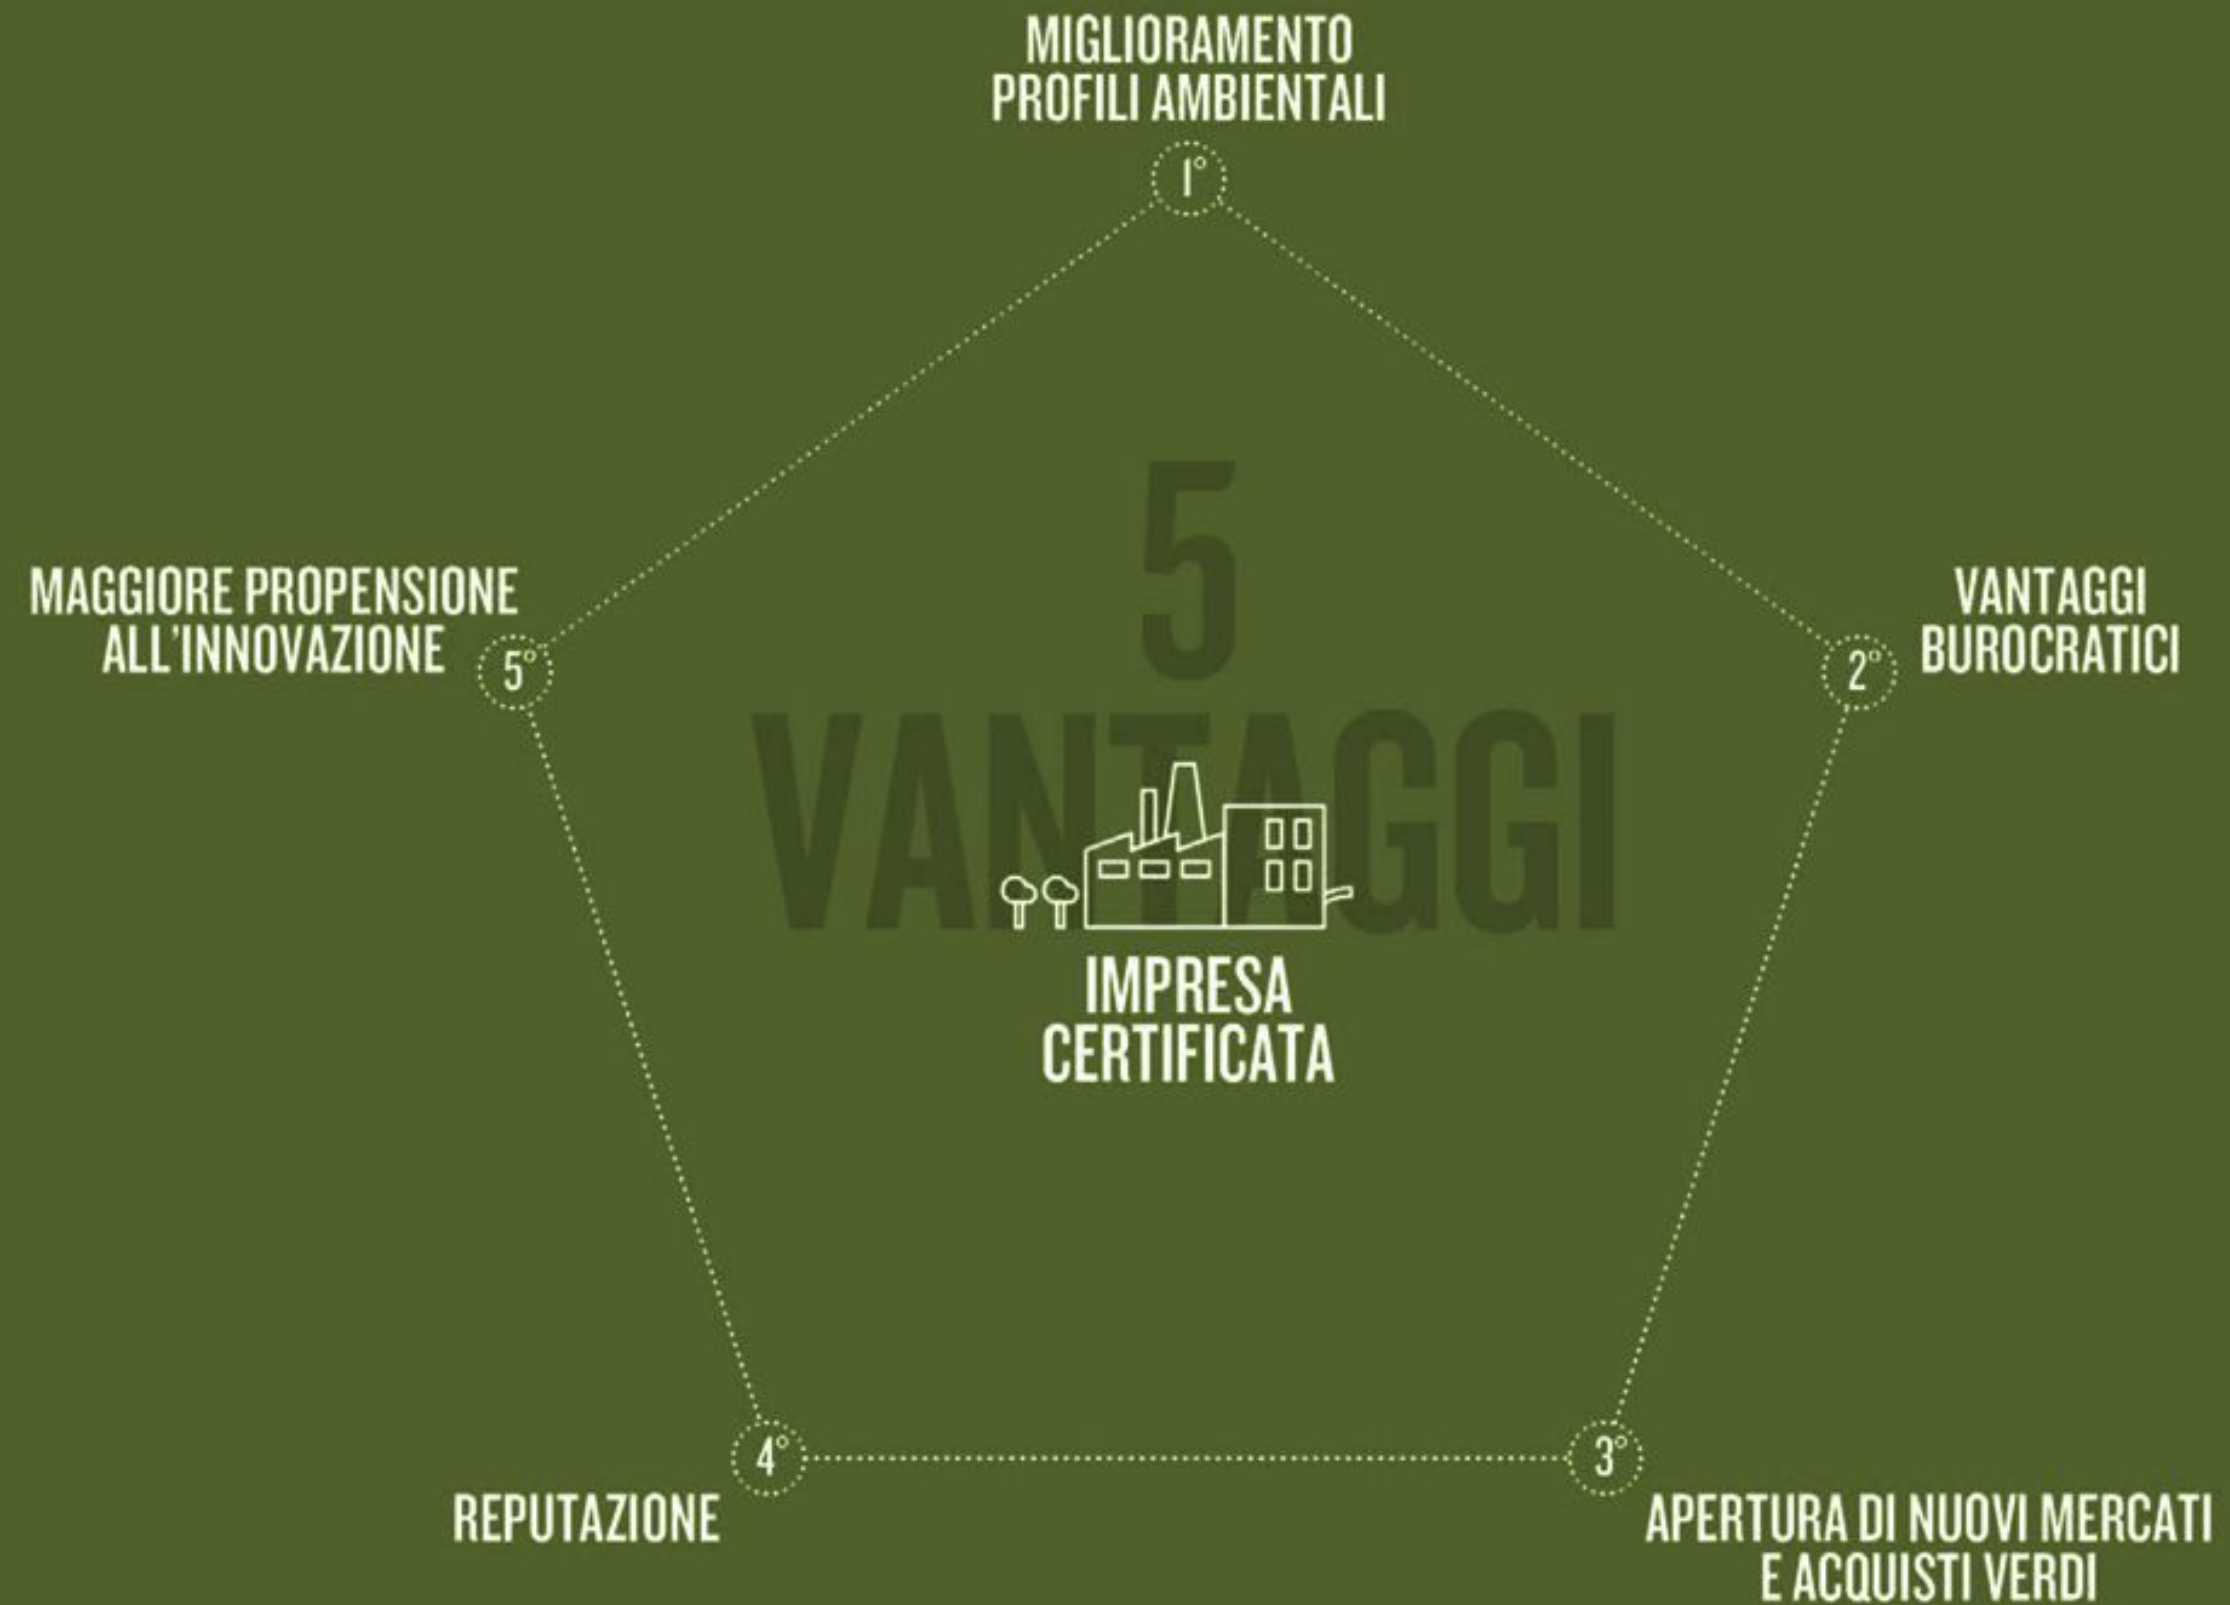 MIGLIORAMENTO
PROFILI AMBIENTALI
1°
5
VANTAGGI
IMPRESA
CERTIFICATA
VANTAGGI
BUROCRATICI
2°
3°
APERTURA DI NUOVI MERCATI
E ACQUISTI VERDI
4°
REPUTAZIONE
MAGGIORE PROPENSIONE
ALL'INNOVAZIONE
5°